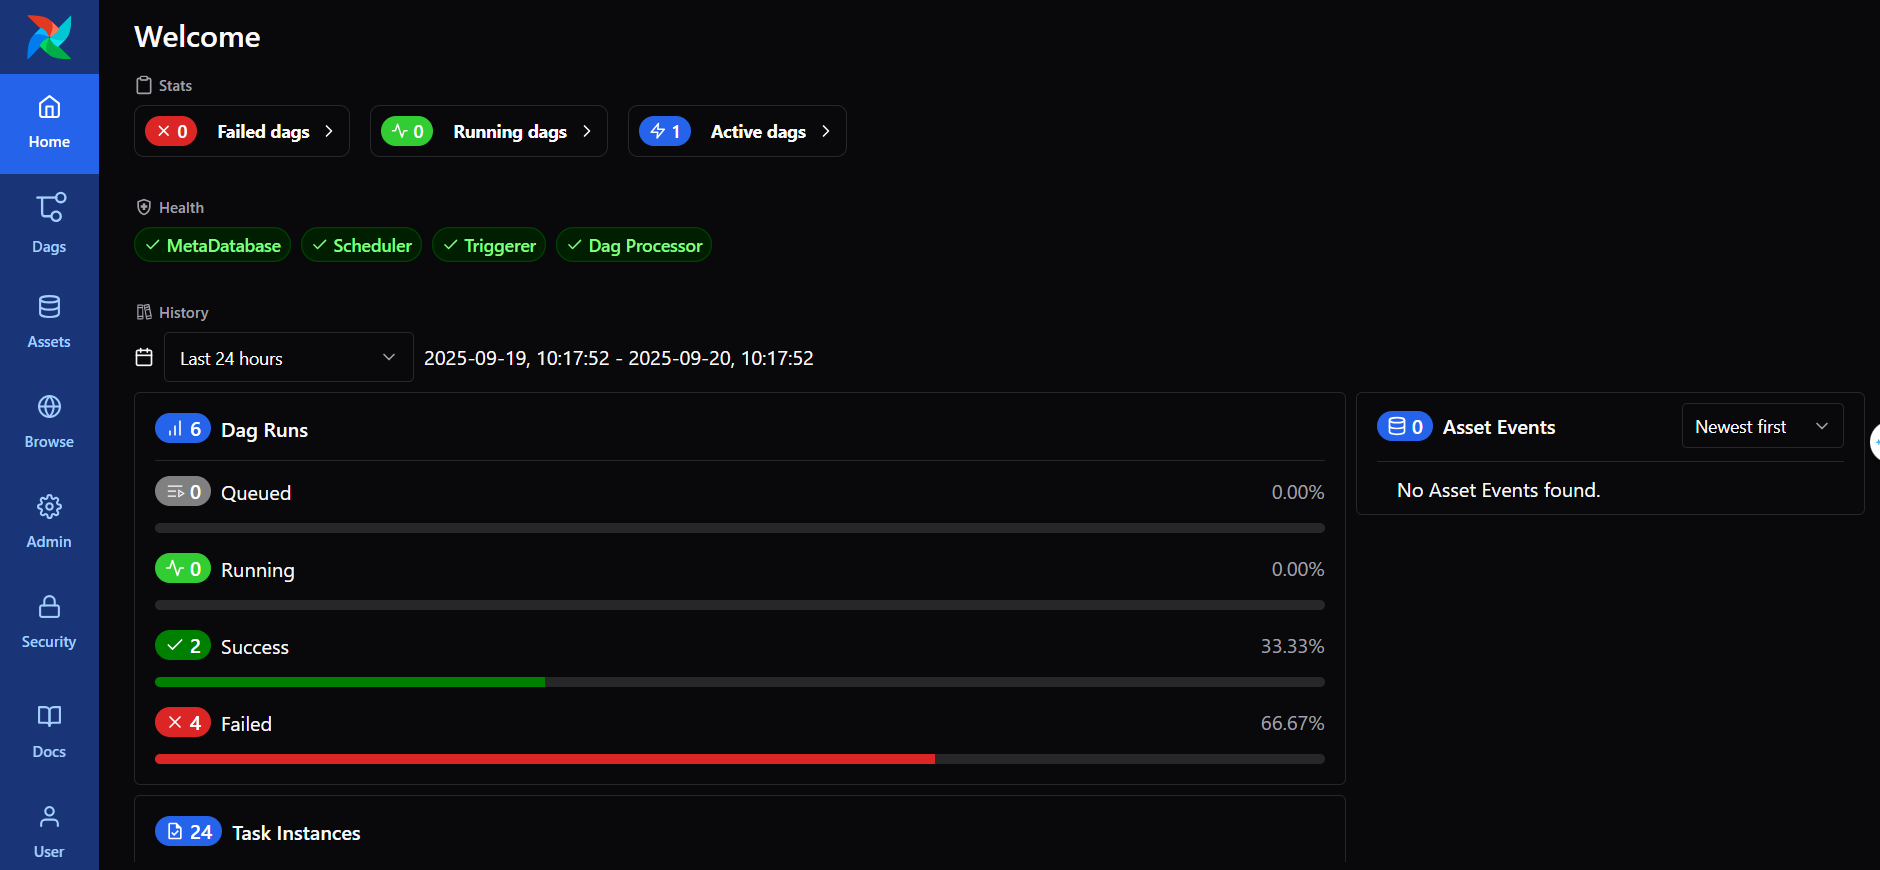 Welcome
Stats
0 Failed dags
0 Running dags
1 Active dags
Health
MetaDatabase
Scheduler
Triggerer
Dag Processor
History
Last 24 hours
2025-09-19, 10:17:52 - 2025-09-20, 10:17:52
6 Dag Runs
0 Queued 0.00%
0 Running 0.00%
2 Success 33.33%
4 Failed 66.67%
24 Task Instances
0 Asset Events
Newest first
No Asset Events found.
Home
Dags
Assets
Browse
Admin
Security
Docs
User